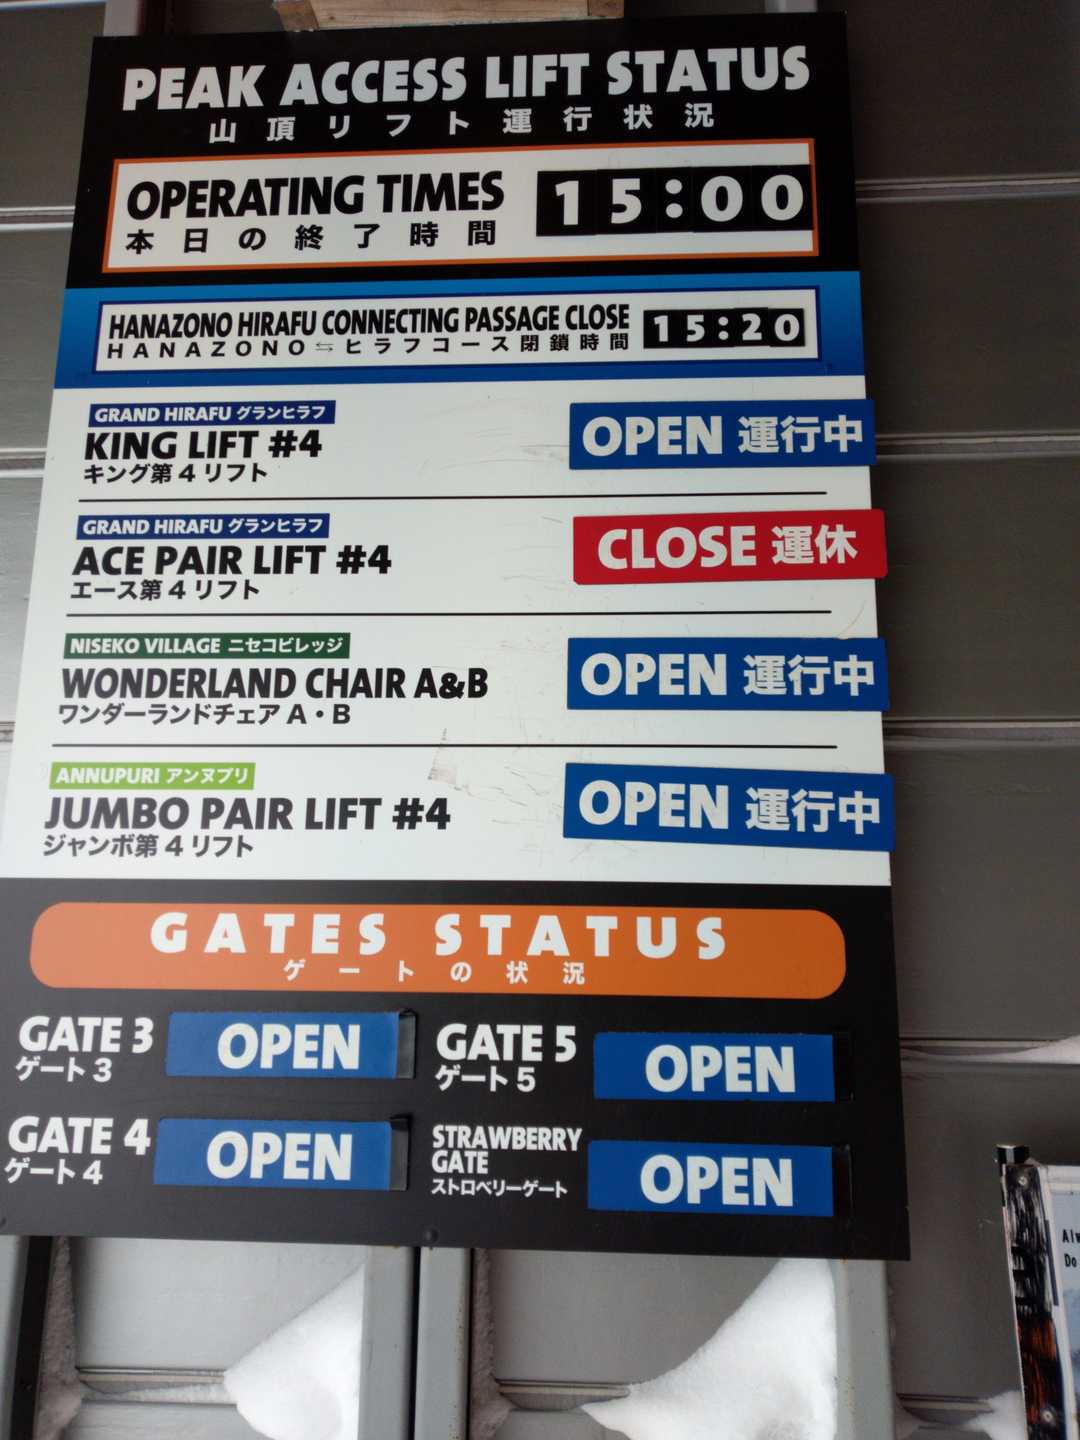 PEAK ACCESS LIFT STATUS
山頂リフト運行状況
OPERATING TIMES 15:00
本日の終了時間
HANAZONO HIRAFU CONNECTING PASSAGE CLOSE 15:20
HANAZONO⇆ヒラフコース閉鎖時間
GRAND HIRAFU グランヒラフ
KING LIFT #4 OPEN 運行中
キング第4リフト
GRAND HIRAFU グランヒラフ
ACE PAIR LIFT #4 CLOSE 運休
エース第4リフト
NISEKO VILLAGE ニセコビレッジ
WONDERLAND CHAIR A&B OPEN 運行中
ワンダーランドチェア A・B
ANNUPURI アンヌプリ
JUMBO PAIR LIFT #4 OPEN 運行中
ジャンボ第4リフト
GATES STATUS
ゲートの状況
GATE 3 OPEN
ゲート3
GATE 5 OPEN
ゲート5
GATE 4 OPEN
ゲート4
STRAWBERRY
GATE OPEN
ストロベリーゲート
Do